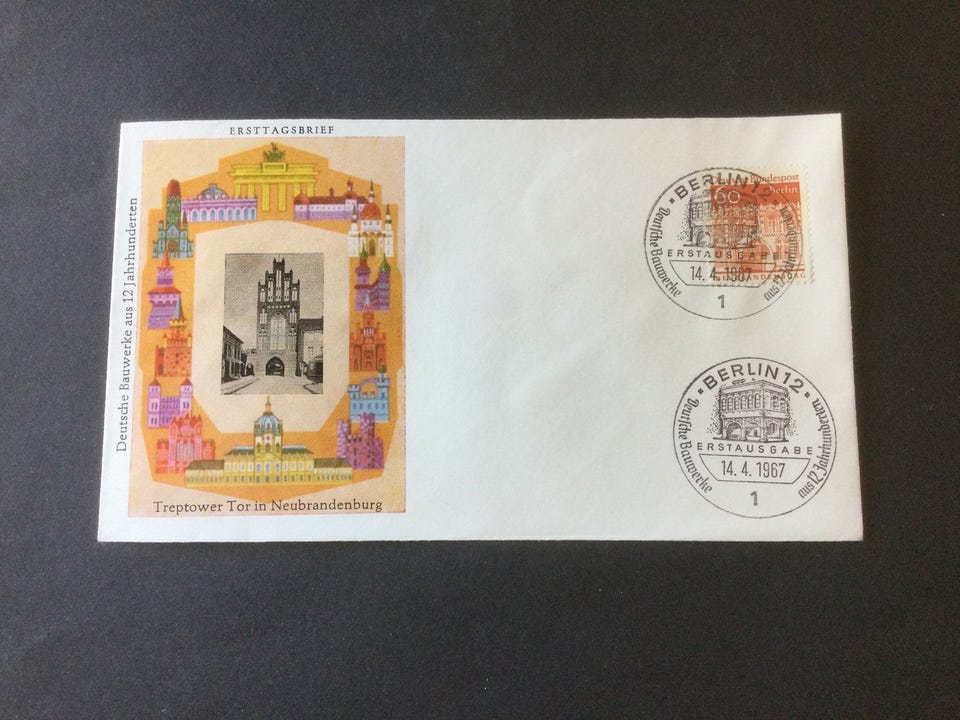 ERSTTAGSBRIEF
Deutsche Bauwerke aus 12 Jahrhunderten
Treptower Tor in Neubrandenburg
Bundespost
Berlin
60
BERLIN 12
ERSTAUSGABE
14.4.1967
Deutsche Bauwerke
aus 12 Jahrhunderten
1
BERLIN 12
ERSTAUSGABE
14.4.1967
Deutsche Bauwerke
aus 12 Jahrhunderten
1